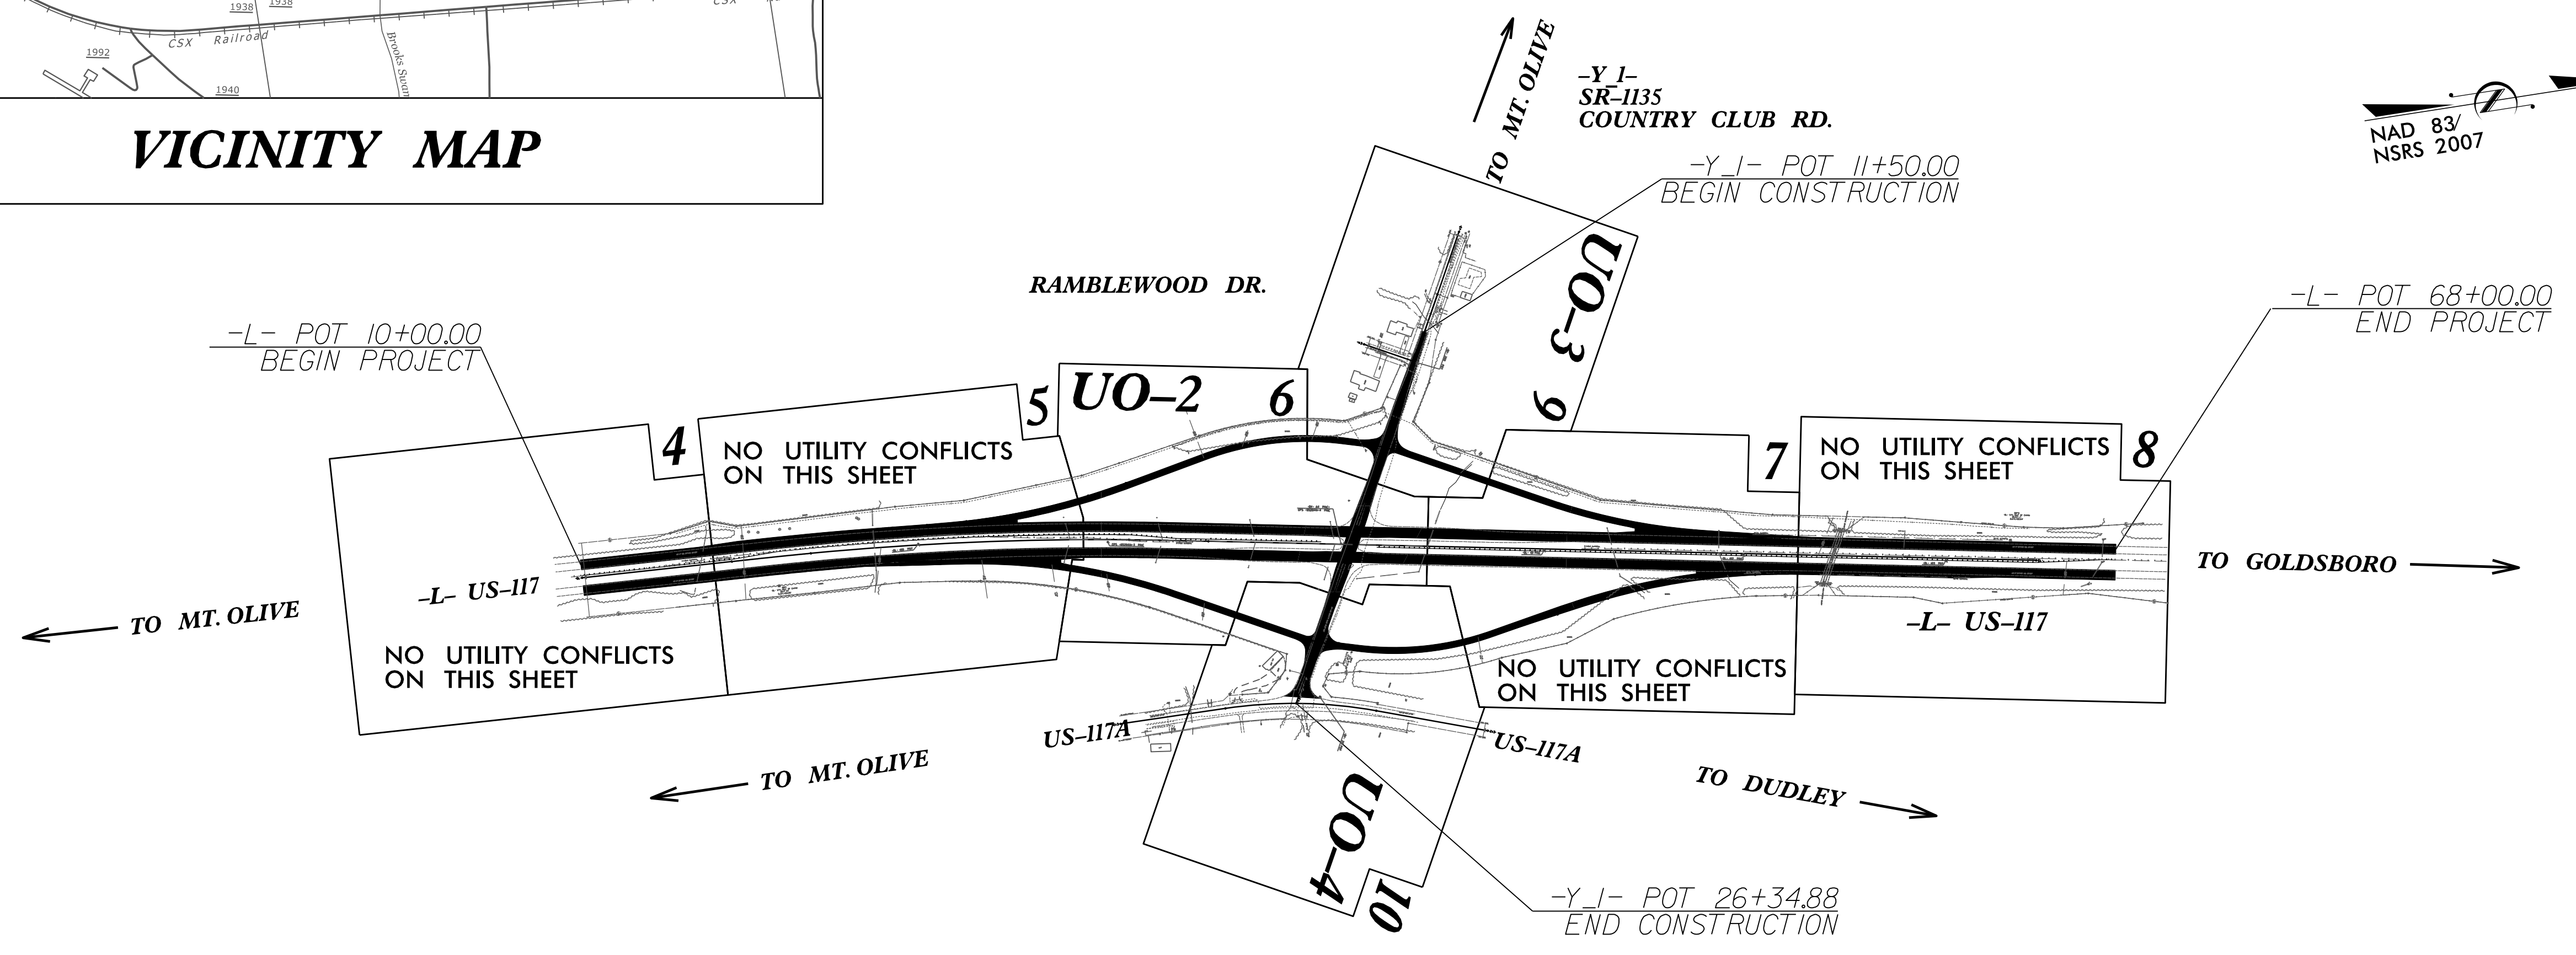 1938
1938
CSX
CSX Railroad
1992
Brooks Swam
1940
VICINITY MAP
TO MT. OLIVE
–Y_1–
SR–1135
COUNTRY CLUB RD.
-Y_1- POT 11+50.00
BEGIN CONSTRUCTION
NAD 83/
NSRS 2007
RAMBLEWOOD DR.
UO–3
9
-L- POT 10+00.00
BEGIN PROJECT
-L- POT 68+00.00
END PROJECT
4
5
UO–2
6
7
8
NO UTILITY CONFLICTS
ON THIS SHEET
NO UTILITY CONFLICTS
ON THIS SHEET
–L– US–117
TO MT. OLIVE
TO GOLDSBORO
–L– US–117
NO UTILITY CONFLICTS
ON THIS SHEET
NO UTILITY CONFLICTS
ON THIS SHEET
US–117A
US–117A
TO MT. OLIVE
TO DUDLEY
UO–4
10
-Y_1- POT 26+34.88
END CONSTRUCTION